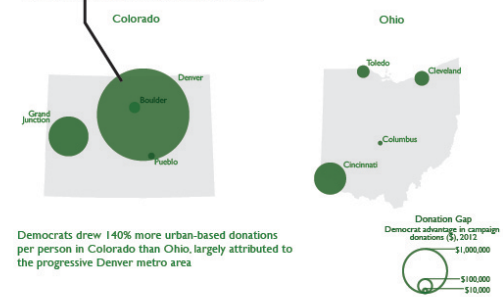 Colorado
Ohio
Denver
Boulder
Grand
Junction
Pueblo
Toledo
Cleveland
Columbus
Cincinnati
Democrats drew 140% more urban-based donations
per person in Colorado than Ohio, largely attributed to
the progressive Denver metro area
Donation Gap
Democrat advantage in campaign
donations ($), 2012
$1,000,000
$100,000
$10,000